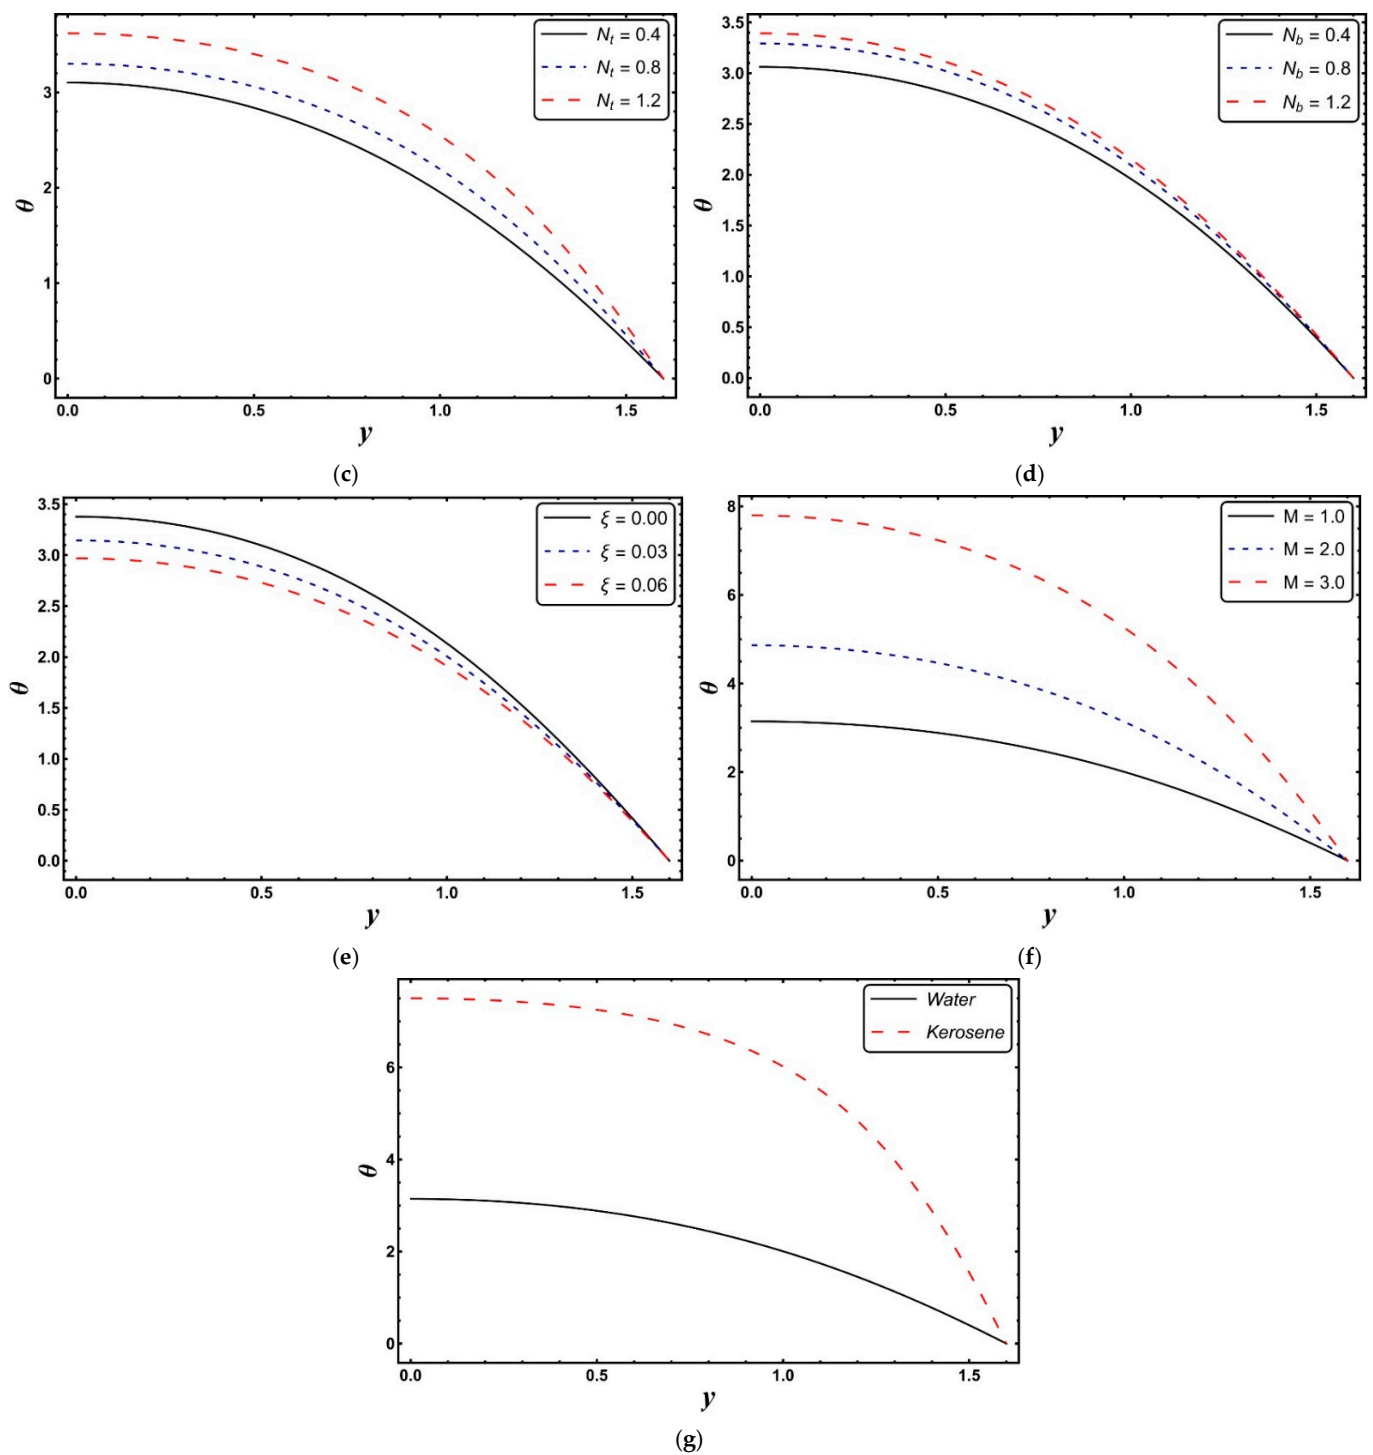 N_t = 0.4
N_t = 0.8
N_t = 1.2
3
2
1
0
θ
0.0 0.5 1.0 1.5
y
(c)
N_b = 0.4
N_b = 0.8
N_b = 1.2
3.5
3.0
2.5
2.0
1.5
1.0
0.5
0.0
θ
0.0 0.5 1.0 1.5
y
(d)
ξ = 0.00
ξ = 0.03
ξ = 0.06
3.5
3.0
2.5
2.0
1.5
1.0
0.5
0.0
θ
0.0 0.5 1.0 1.5
y
(e)
M = 1.0
M = 2.0
M = 3.0
8
6
4
2
0
θ
0.0 0.5 1.0 1.5
y
(f)
Water
Kerosene
6
4
2
0
θ
0.0 0.5 1.0 1.5
y
(g)